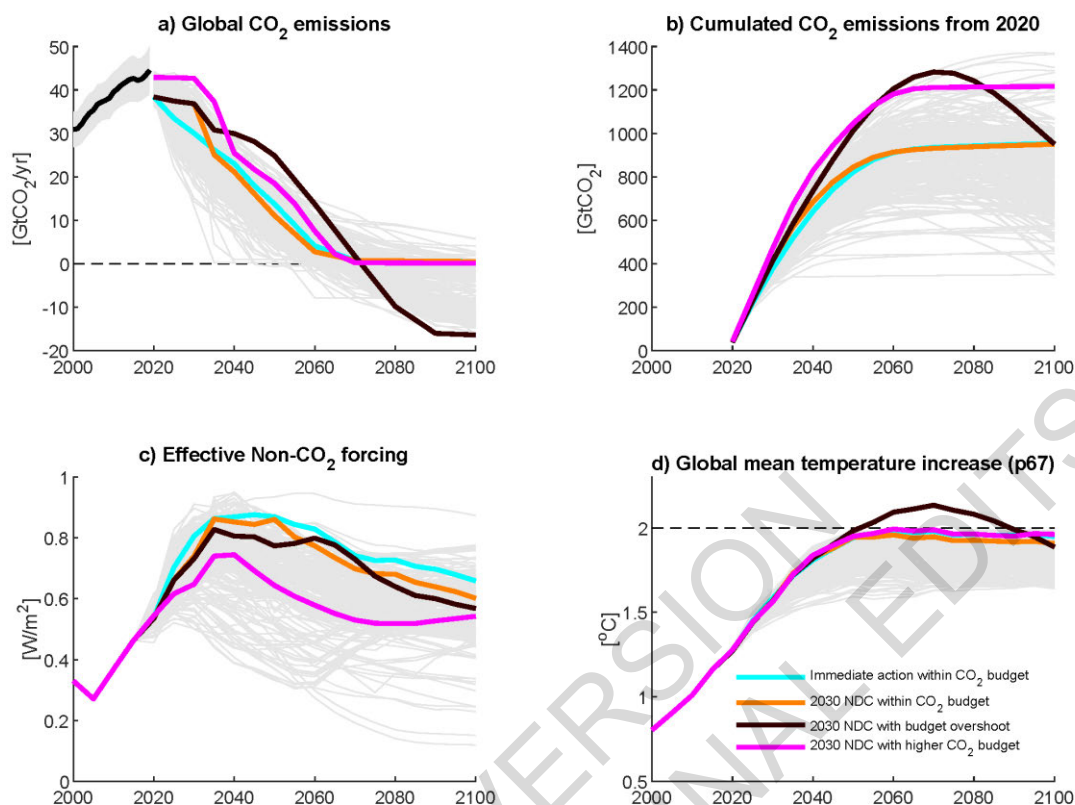 a) Global CO2 emissions
[GtCO2/yr]
50
40
30
20
10
0
-10
-20
2000 2020 2040 2060 2080 2100
b) Cumulated CO2 emissions from 2020
[GtCO2]
1400
1200
1000
800
600
400
200
0
2000 2020 2040 2060 2080 2100
c) Effective Non-CO2 forcing
[W/m2]
1
0.8
0.6
0.4
0.2
0
2000 2020 2040 2060 2080 2100
d) Global mean temperature increase (p67)
[oC]
2
1.5
1
0.5
Immediate action within CO2 budget
2030 NDC within CO2 budget
2030 NDC with budget overshoot
2030 NDC with higher CO2 budget
2000 2020 2040 2060 2080 2100
VERSION
NAL EDITS